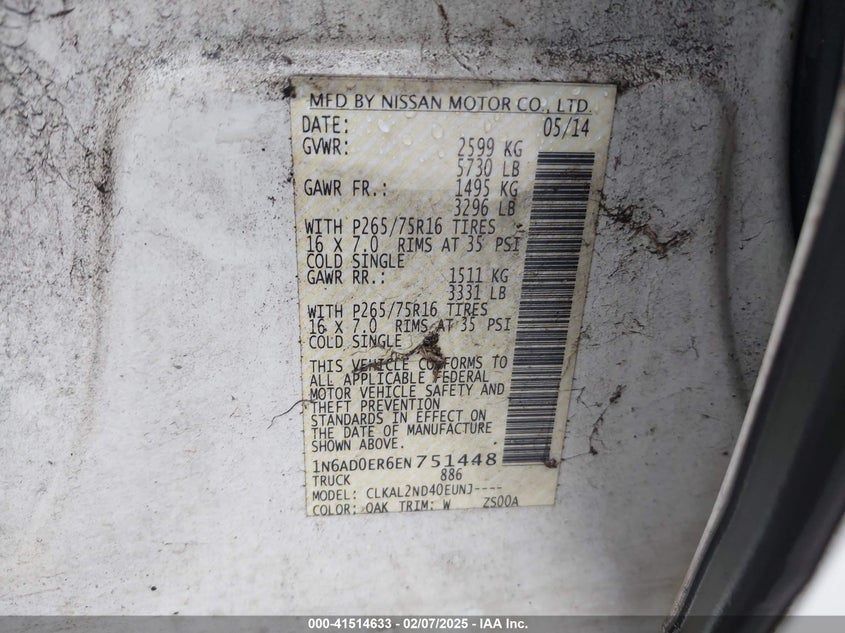 MFD BY NISSAN MOTOR CO., LTD.
DATE: 05/14
GVWR: 2599 KG
5730 LB
GAWR FR.: 1495 KG
3296 LB
WITH P265/75R16 TIRES
16 X 7.0 RIMS AT 35 PSI
COLD SINGLE
GAWR RR.: 1511 KG
3331 LB
WITH P265/75R16 TIRES
16 X 7.0 RIMS AT 35 PSI
COLD SINGLE
THIS VEHICLE CONFORMS TO
ALL APPLICABLE FEDERAL
MOTOR VEHICLE SAFETY AND
THEFT PREVENTION
STANDARDS IN EFFECT ON
THE DATE OF MANUFACTURE
SHOWN ABOVE.
1N6AD0ER6EN751448
TRUCK 886
MODEL: CLKAL2ND40EUNJ----
COLOR: QAK TRIM: W ZS00A
000-41514633 - 02/07/2025 - IAA Inc.